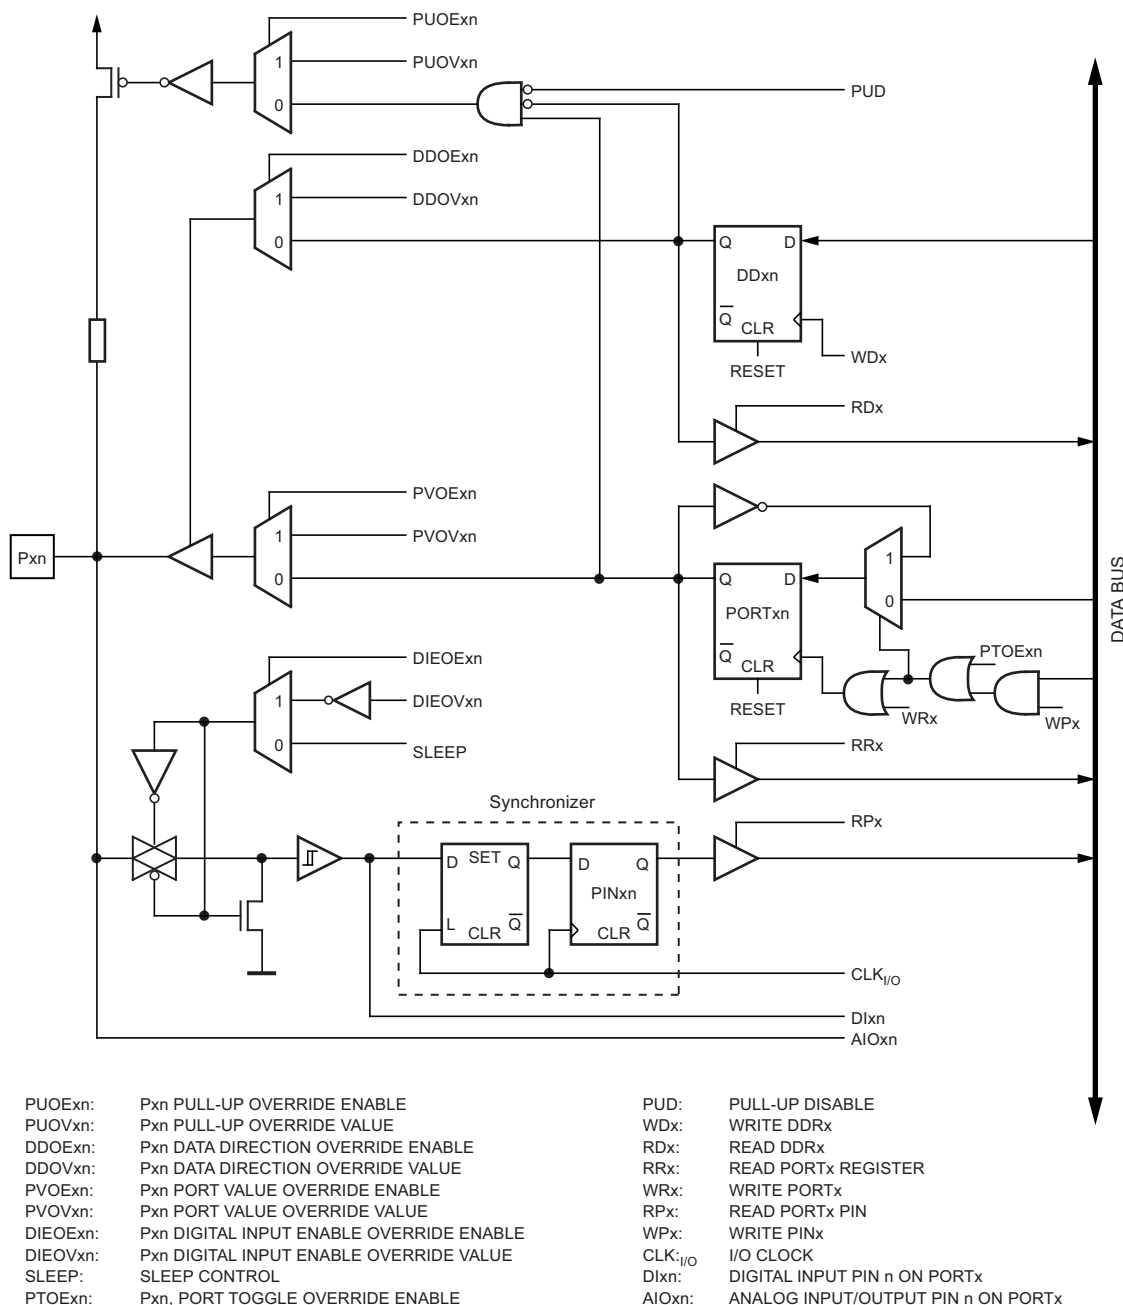 PUOExn
1
PUOVxn
PUD
0
DDOExn
1
DDOVxn
0
Q D
DDxn
Q
CLR
RESET
WDx
RDx
PVOExn
1
PVOVxn
Pxn
0
Q D
PORTxn
Q
CLR
RESET
1
0
PTOExn
WRx
WPx
DATA BUS
DIEOExn
1
DIEOVxn
0
SLEEP
RRx
Synchronizer
RPx
D SET Q
L
CLR
Q
D Q
PINxn
CLR
Q
CLKI/O
DIxn
AIOxn
PUOExn: Pxn PULL-UP OVERRIDE ENABLE
PUOVxn: Pxn PULL-UP OVERRIDE VALUE
DDOExn: Pxn DATA DIRECTION OVERRIDE ENABLE
DDOVxn: Pxn DATA DIRECTION OVERRIDE VALUE
PVOExn: Pxn PORT VALUE OVERRIDE ENABLE
PVOVxn: Pxn PORT VALUE OVERRIDE VALUE
DIEOExn: Pxn DIGITAL INPUT ENABLE OVERRIDE ENABLE
DIEOVxn: Pxn DIGITAL INPUT ENABLE OVERRIDE VALUE
SLEEP: SLEEP CONTROL
PTOExn: Pxn, PORT TOGGLE OVERRIDE ENABLE
PUD: PULL-UP DISABLE
WDx: WRITE DDRx
RDx: READ DDRx
RRx: READ PORTx REGISTER
WRx: WRITE PORTx
RPx: READ PORTx PIN
WPx: WRITE PINx
CLK:I/O I/O CLOCK
DIxn: DIGITAL INPUT PIN n ON PORTx
AIOxn: ANALOG INPUT/OUTPUT PIN n ON PORTx